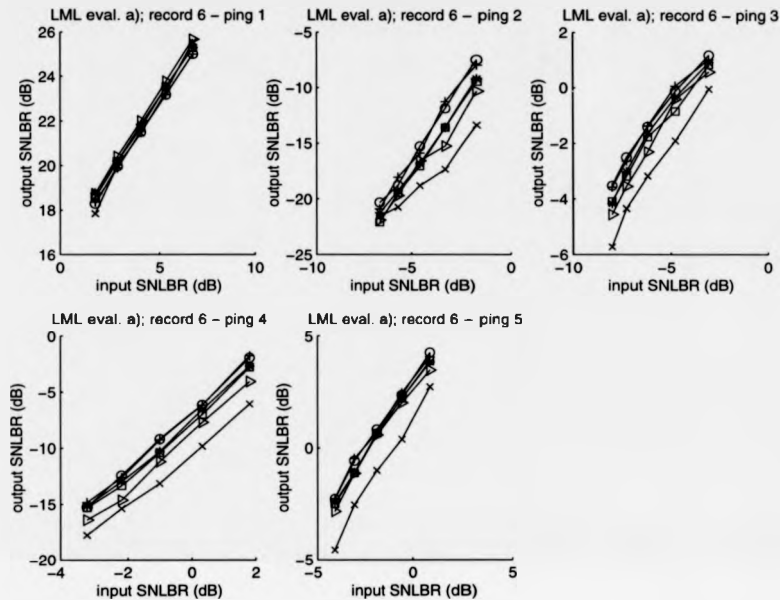 LML eval. a); record 6 – ping 1
26
24
22
20
18
16
0
5
10
output SNLBR (dB)
input SNLBR (dB)
LML eval. a); record 6 – ping 2
−5
−10
−15
−20
−25
−10
−5
0
output SNLBR (dB)
input SNLBR (dB)
LML eval. a); record 6 – ping 3
2
0
−2
−4
−6
−10
−5
0
output SNLBR (dB)
input SNLBR (dB)
LML eval. a); record 6 – ping 4
0
−5
−10
−15
−20
−4
−2
0
2
output SNLBR (dB)
input SNLBR (dB)
LML eval. a); record 6 – ping 5
5
0
−5
−5
0
5
output SNLBR (dB)
input SNLBR (dB)